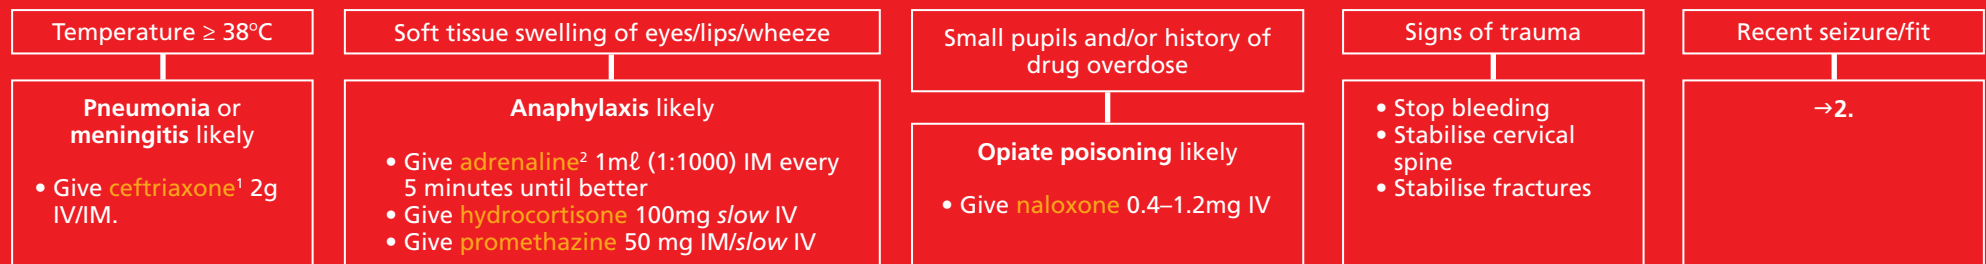 Temperature ≥ 38°C
Pneumonia or
meningitis likely
• Give ceftriaxone¹ 2g
IV/IM.
Soft tissue swelling of eyes/lips/wheeze
Anaphylaxis likely
• Give adrenaline² 1mℓ (1:1000) IM every
5 minutes until better
• Give hydrocortisone 100mg slow IV
• Give promethazine 50 mg IM/slow IV
Small pupils and/or history of
drug overdose
Opiate poisoning likely
• Give naloxone 0.4–1.2mg IV
Signs of trauma
• Stop bleeding
• Stabilise cervical
spine
• Stabilise fractures
Recent seizure/fit
→2.